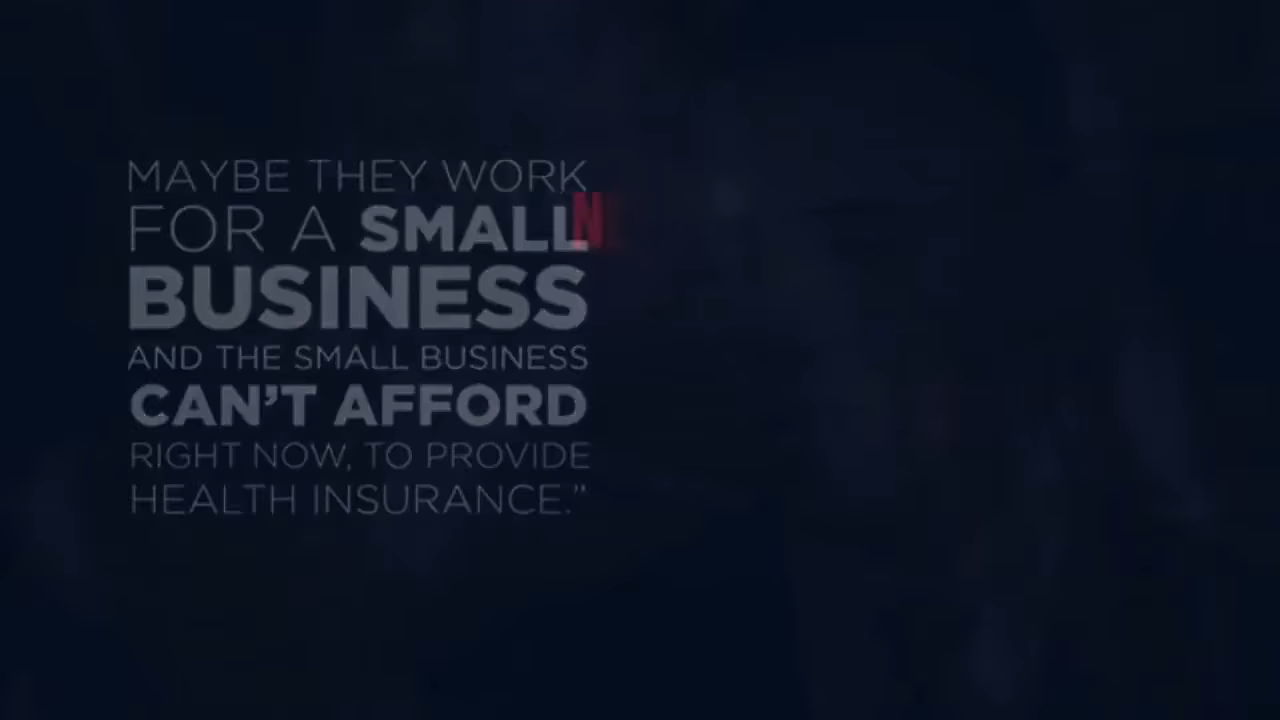 MAYBE THEY WORK
FOR A SMALL
BUSINESS
AND THE SMALL BUSINESS
CAN'T AFFORD
RIGHT NOW, TO PROVIDE
HEALTH INSURANCE.”